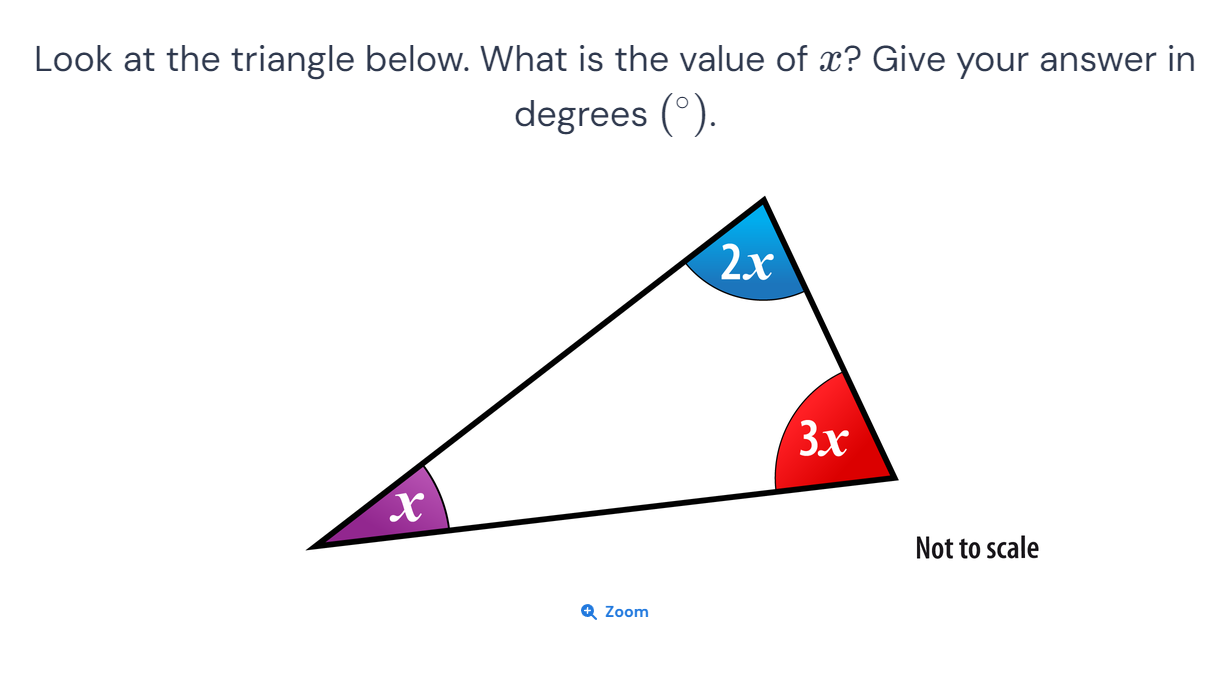 Look at the triangle below. What is the value of x? Give your answer in
degrees (°).
2x
3x
x
Not to scale
Zoom